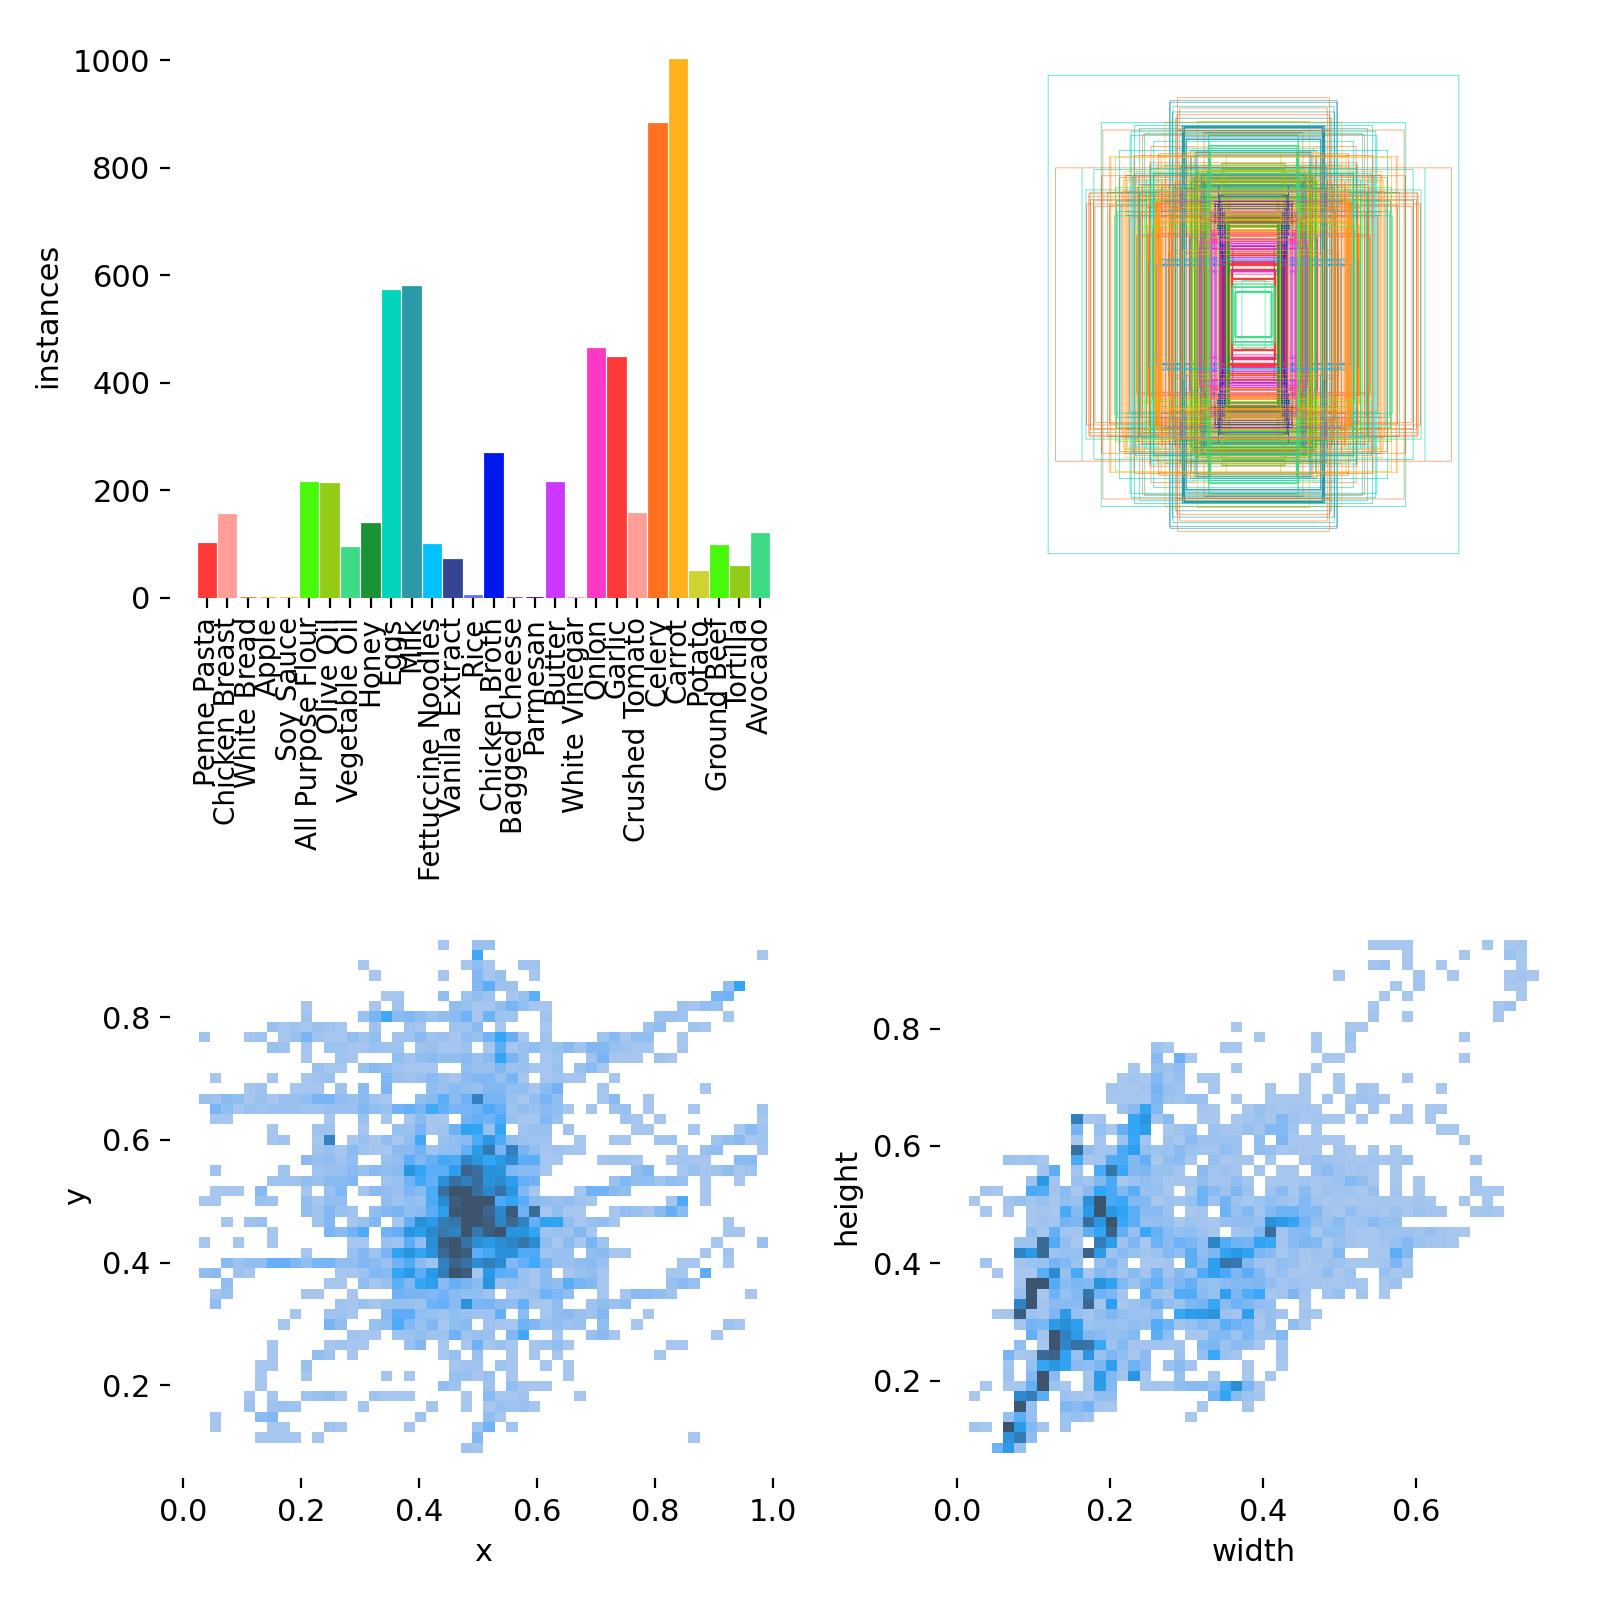 1000
800
600
400
200
0
instances
Penne Pasta
Chicken Breast
White Bread
Apple
Soy Sauce
All Purpose Flour
Olive Oil
Vegetable Oil
Honey
Eggs
Milk
Fettuccine Noodles
Vanilla Extract
Rice
Chicken Broth
Bagged Cheese
Parmesan
Butter
White Vinegar
Onion
Garlic
Crushed Tomato
Celery
Carrot
Potato
Ground Beef
Tortilla
Avocado
0.8
0.6
0.4
0.2
y
0.0 0.2 0.4 0.6 0.8 1.0
x
0.8
0.6
0.4
0.2
height
0.0 0.2 0.4 0.6
width